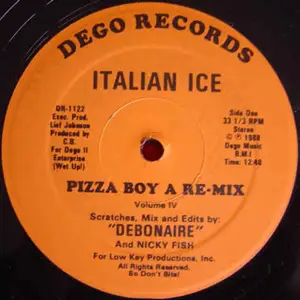 DEGO RECORDS
ITALIAN ICE
DR-1122
Exec. Prod.
Lief Johnson
Produced by
C.B.
For Dego II
Enterprise
(Wet Up!)
Side One
33 1/3 RPM
Stereo
Ⓟ 1988
Dego Music
B.M.I
Time: 12:40
PIZZA BOY A RE-MIX
Volume IV
Scratches, Mix and Edits by:
"DEBONAIRE"
And NICKY FISH
For Low Key Productions, Inc.
All Rights Reserved.
So Don't Bite!